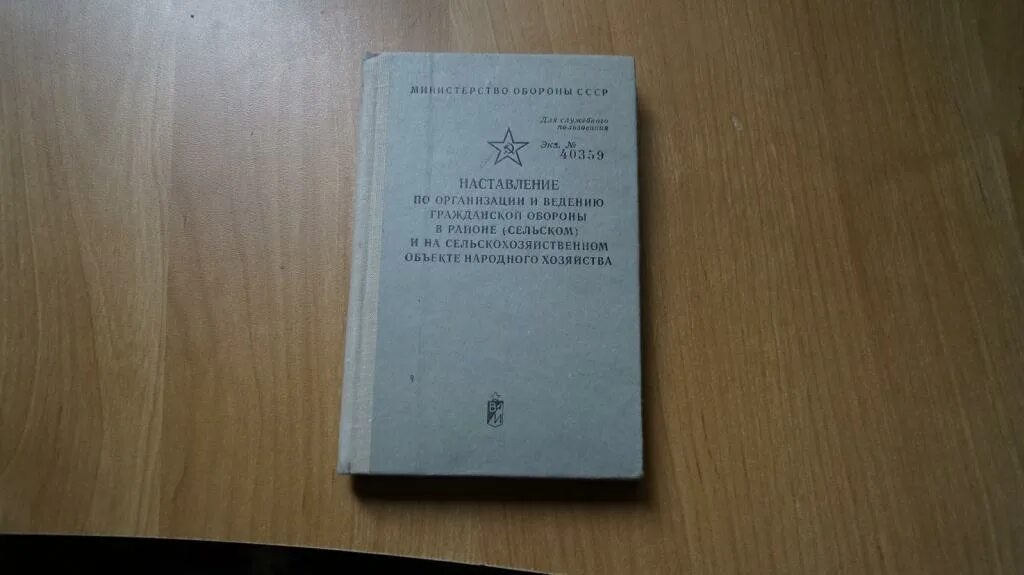 МИНИСТЕРСТВО ОБОРОНЫ СССР
Для служебного
пользования
Экз. №
40359
НАСТАВЛЕНИЕ
ПО ОРГАНИЗАЦИИ И ВЕДЕНИЮ
ГРАЖДАНСКОЙ ОБОРОНЫ
В РАЙОНЕ (СЕЛЬСКОМ)
И НА СЕЛЬСКОХОЗЯЙСТВЕННОМ
ОБЪЕКТЕ НАРОДНОГО ХОЗЯЙСТВА